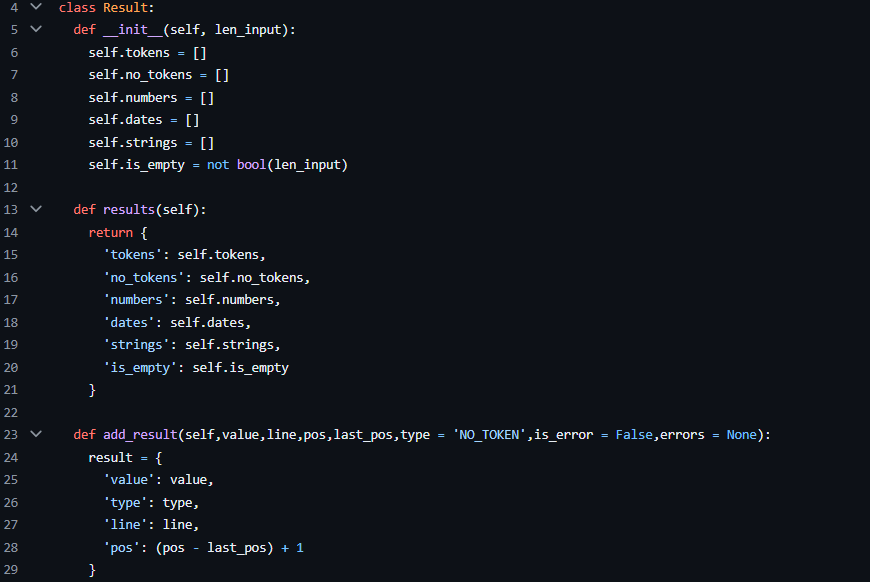 4 class Result:
5 def __init__(self, len_input):
6 self.tokens = []
7 self.no_tokens = []
8 self.numbers = []
9 self.dates = []
10 self.strings = []
11 self.is_empty = not bool(len_input)
12
13 def results(self):
14 return {
15 'tokens': self.tokens,
16 'no_tokens': self.no_tokens,
17 'numbers': self.numbers,
18 'dates': self.dates,
19 'strings': self.strings,
20 'is_empty': self.is_empty
21 }
22
23 def add_result(self,value,line,pos,last_pos,type = 'NO_TOKEN',is_error = False,errors = None):
24 result = {
25 'value': value,
26 'type': type,
27 'line': line,
28 'pos': (pos - last_pos) + 1
29 }